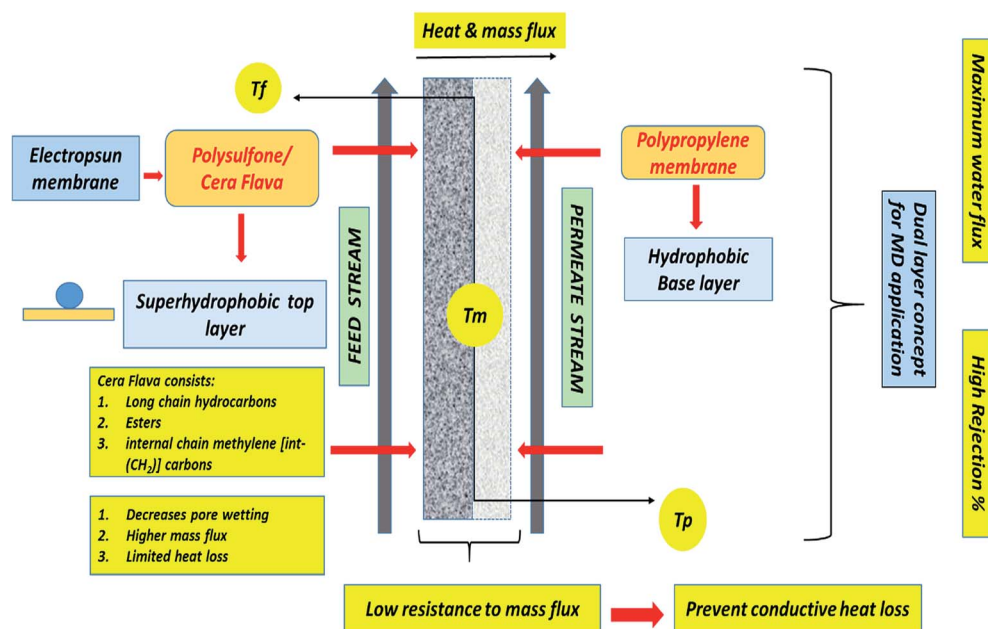 Heat & mass flux
Tf
Electropsun
membrane
Polysulfone/
Cera Flava
Superhydrophobic top
layer
Cera Flava consists:
1. Long chain hydrocarbons
2. Esters
3. internal chain methylene [int-
(CH₂)] carbons
1. Decreases pore wetting
2. Higher mass flux
3. Limited heat loss
FEED STREAM
Tm
PERMEATE STREAM
Polypropylene
membrane
Hydrophobic
Base layer
Tp
Low resistance to mass flux
Prevent conductive heat loss
Dual layer concept
for MD application
Maximum water
flux
High Rejection %